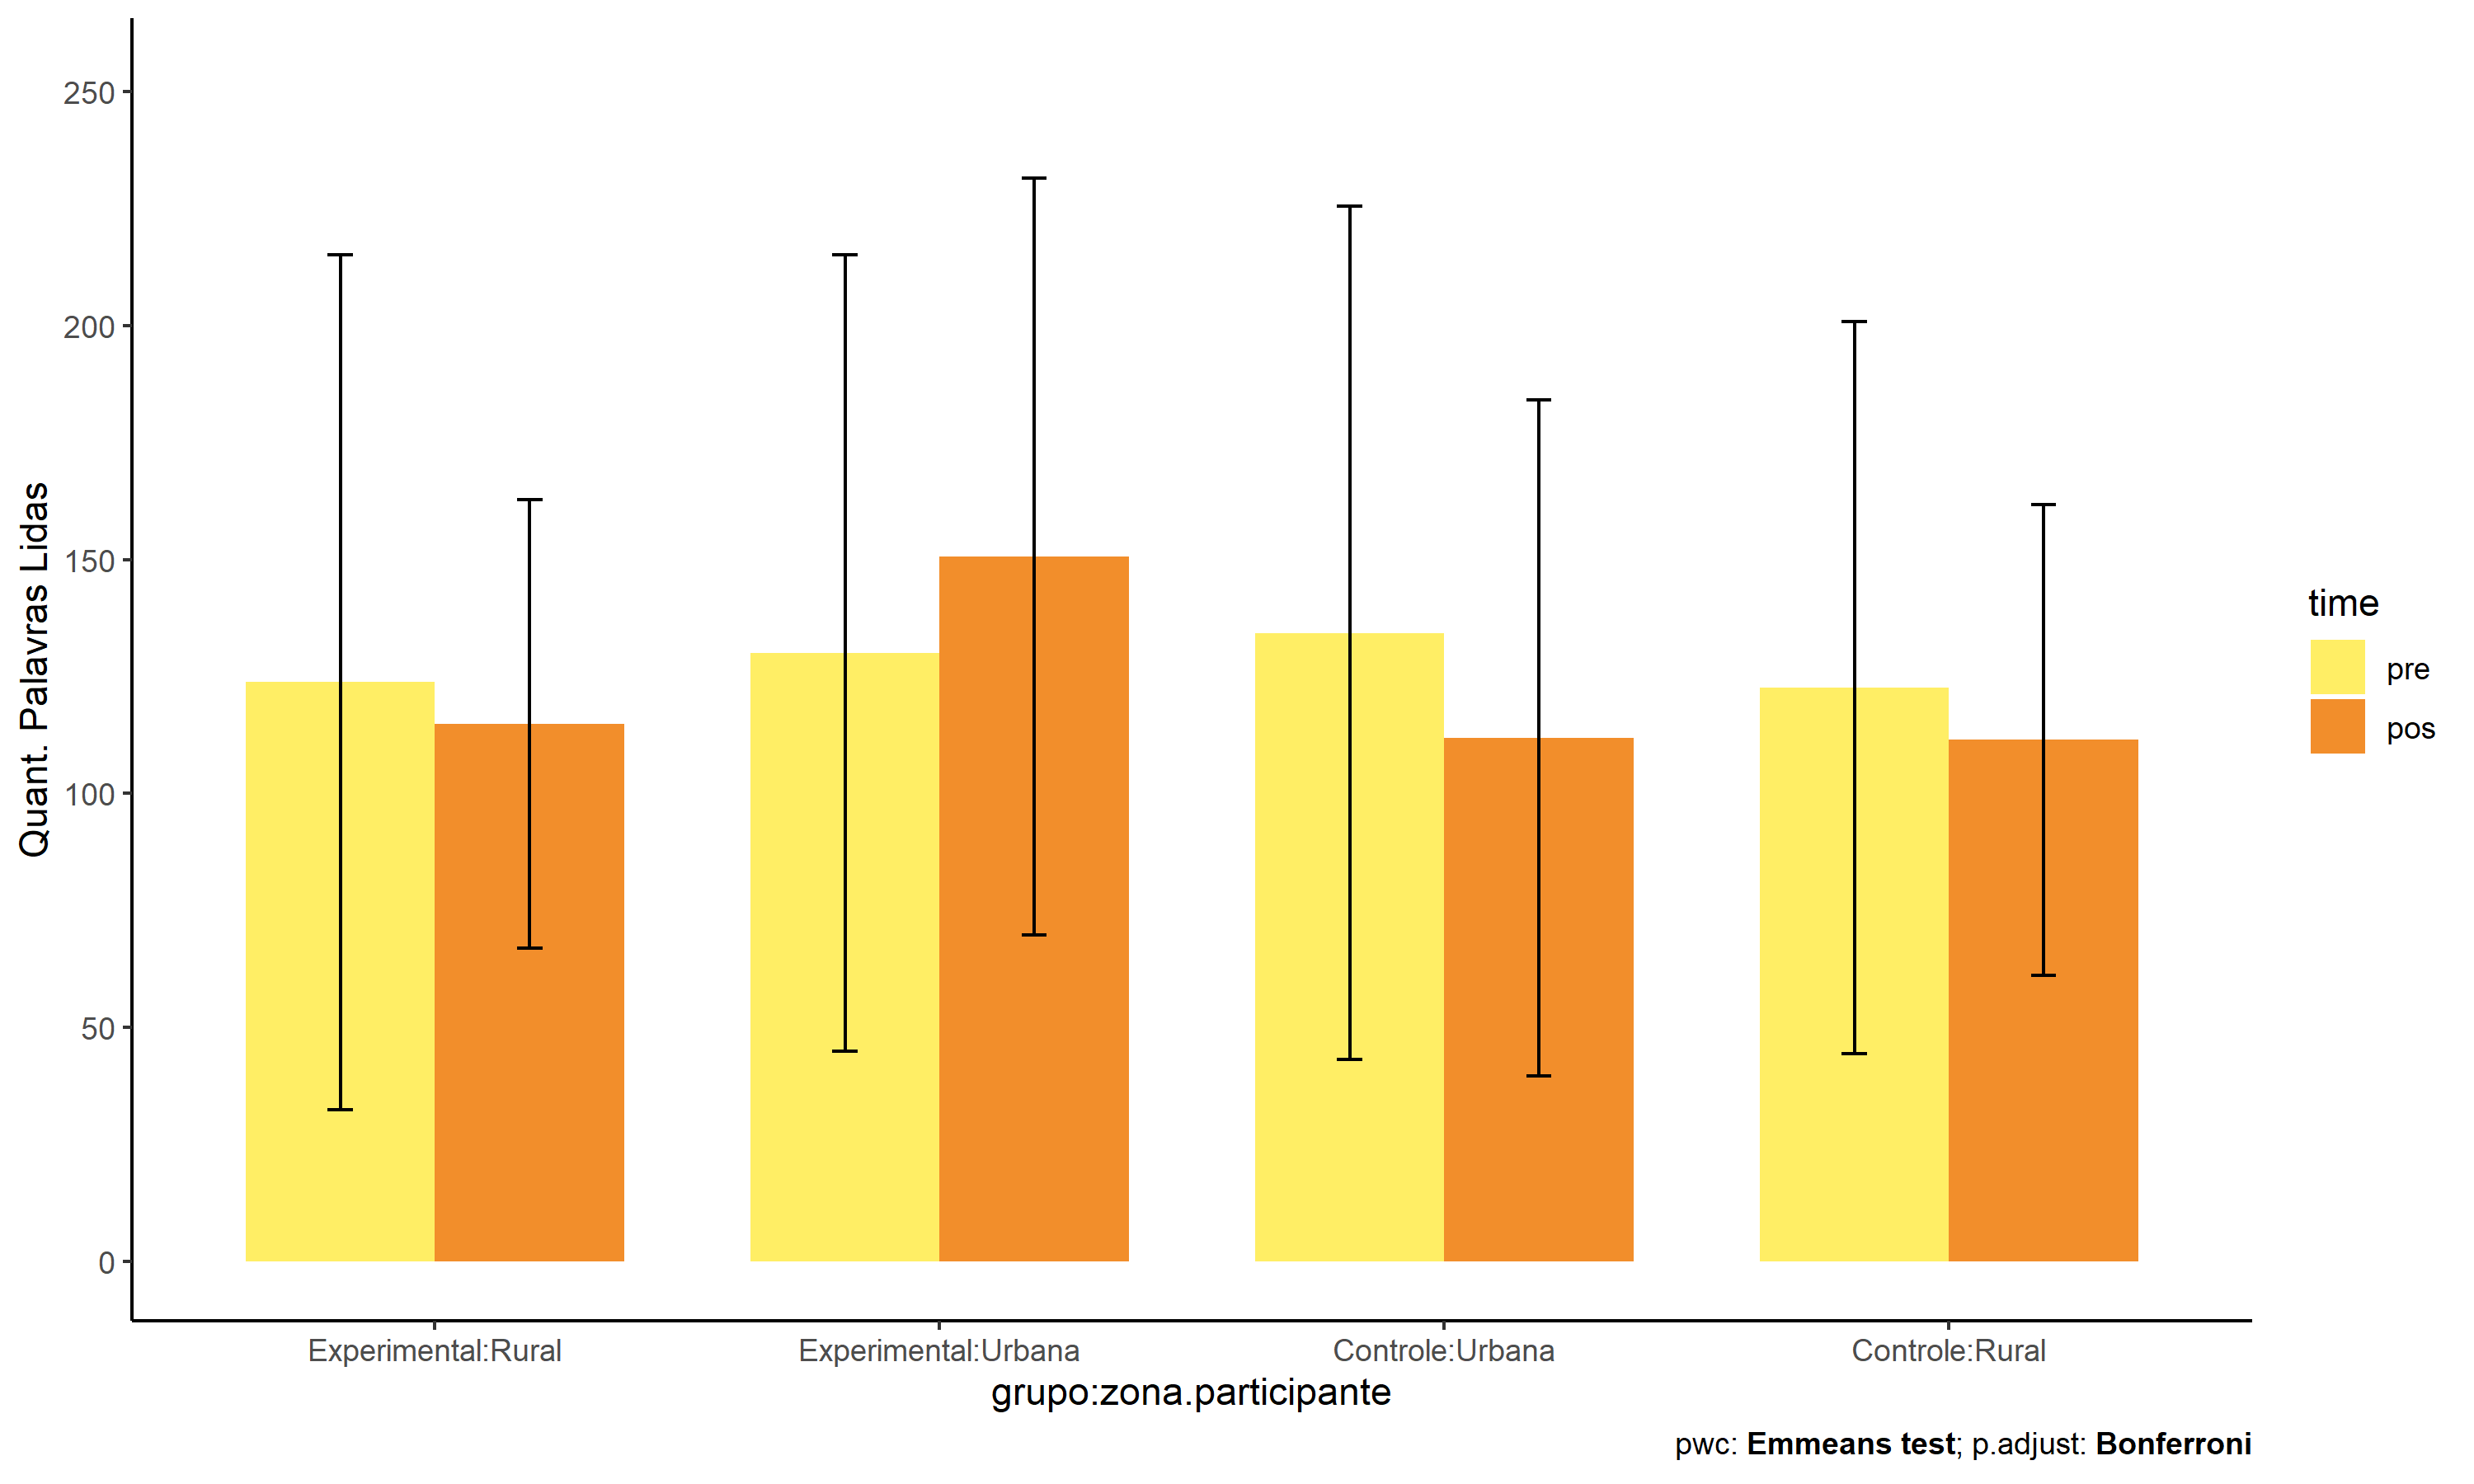 Quant. Palavras Lidas
250
200
150
100
50
0
Experimental:Rural
Experimental:Urbana
Controle:Urbana
Controle:Rural
grupo:zona.participante
time
pre
pos
pwc: Emmeans test; p.adjust: Bonferroni